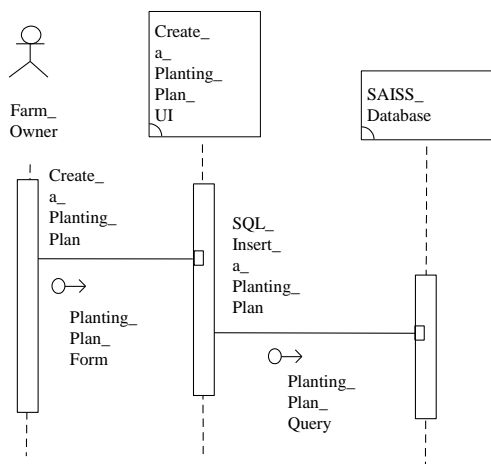 Create_
a_
Planting_
Plan_
UI
SAISS_
Database
Farm_
Owner
Create_
a_
Planting_
Plan
SQL_
Insert_
a_
Planting_
Plan
Planting_
Plan_
Form
Planting_
Plan_
Query